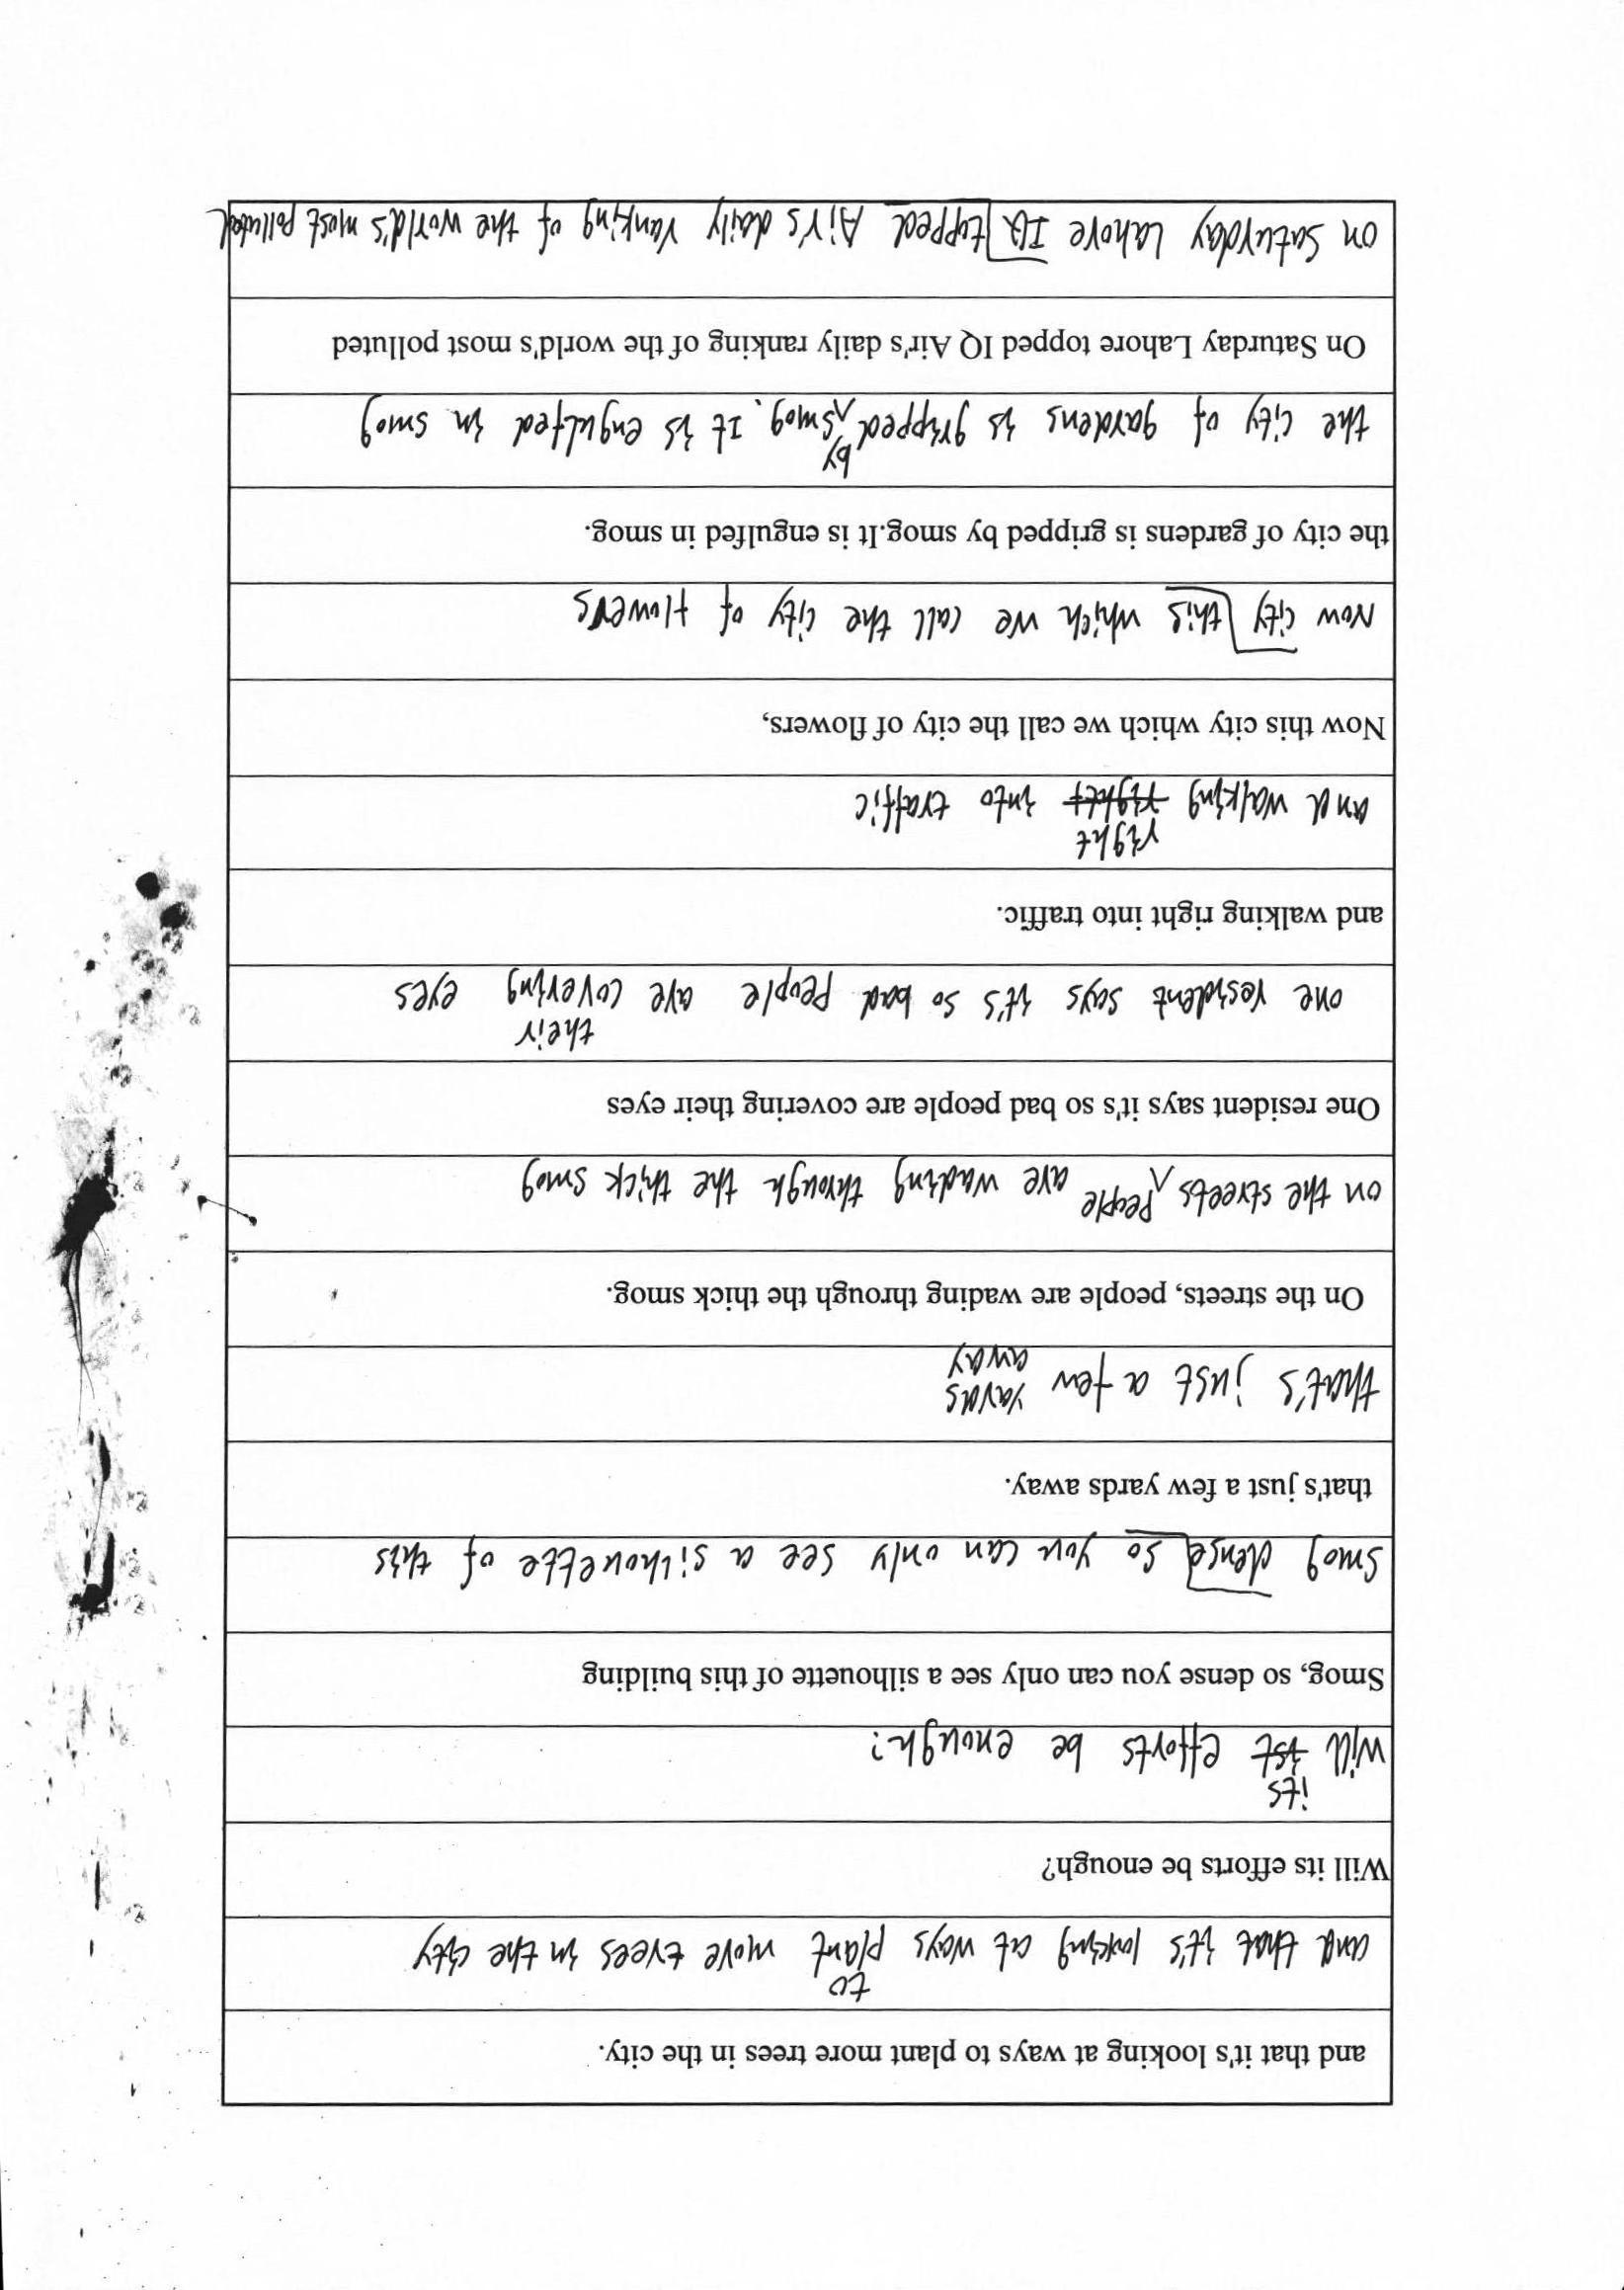 and that it's looking at ways to plant more trees in the city.
and that it's looking at ways to plant more trees in the city
Will its efforts be enough?
its
Will ist efforts be enough?
Smog, so dense you can only see a silhouette of this building
Smog dense so you can only see a silhouette of this
that's just a few yards away.
that's just a few yards away
On the streets, people are wading through the thick smog.
on the streets people are wading through the thick smog
One resident says it's so bad people are covering their eyes
their
one resident says it's so bad people are covering eyes
and walking right into traffic.
right
and walking righet into traffic
Now this city which we call the city of flowers,
Now city this which we call the city of flowers
the city of gardens is gripped by smog.It is engulfed in smog.
by
the city of gardens is gripped smog. It is engulfed in smog
On Saturday Lahore topped IQ Air's daily ranking of the world's most polluted
on Saturday Lahore IQ topped Air's daily ranking of the world's most polluted